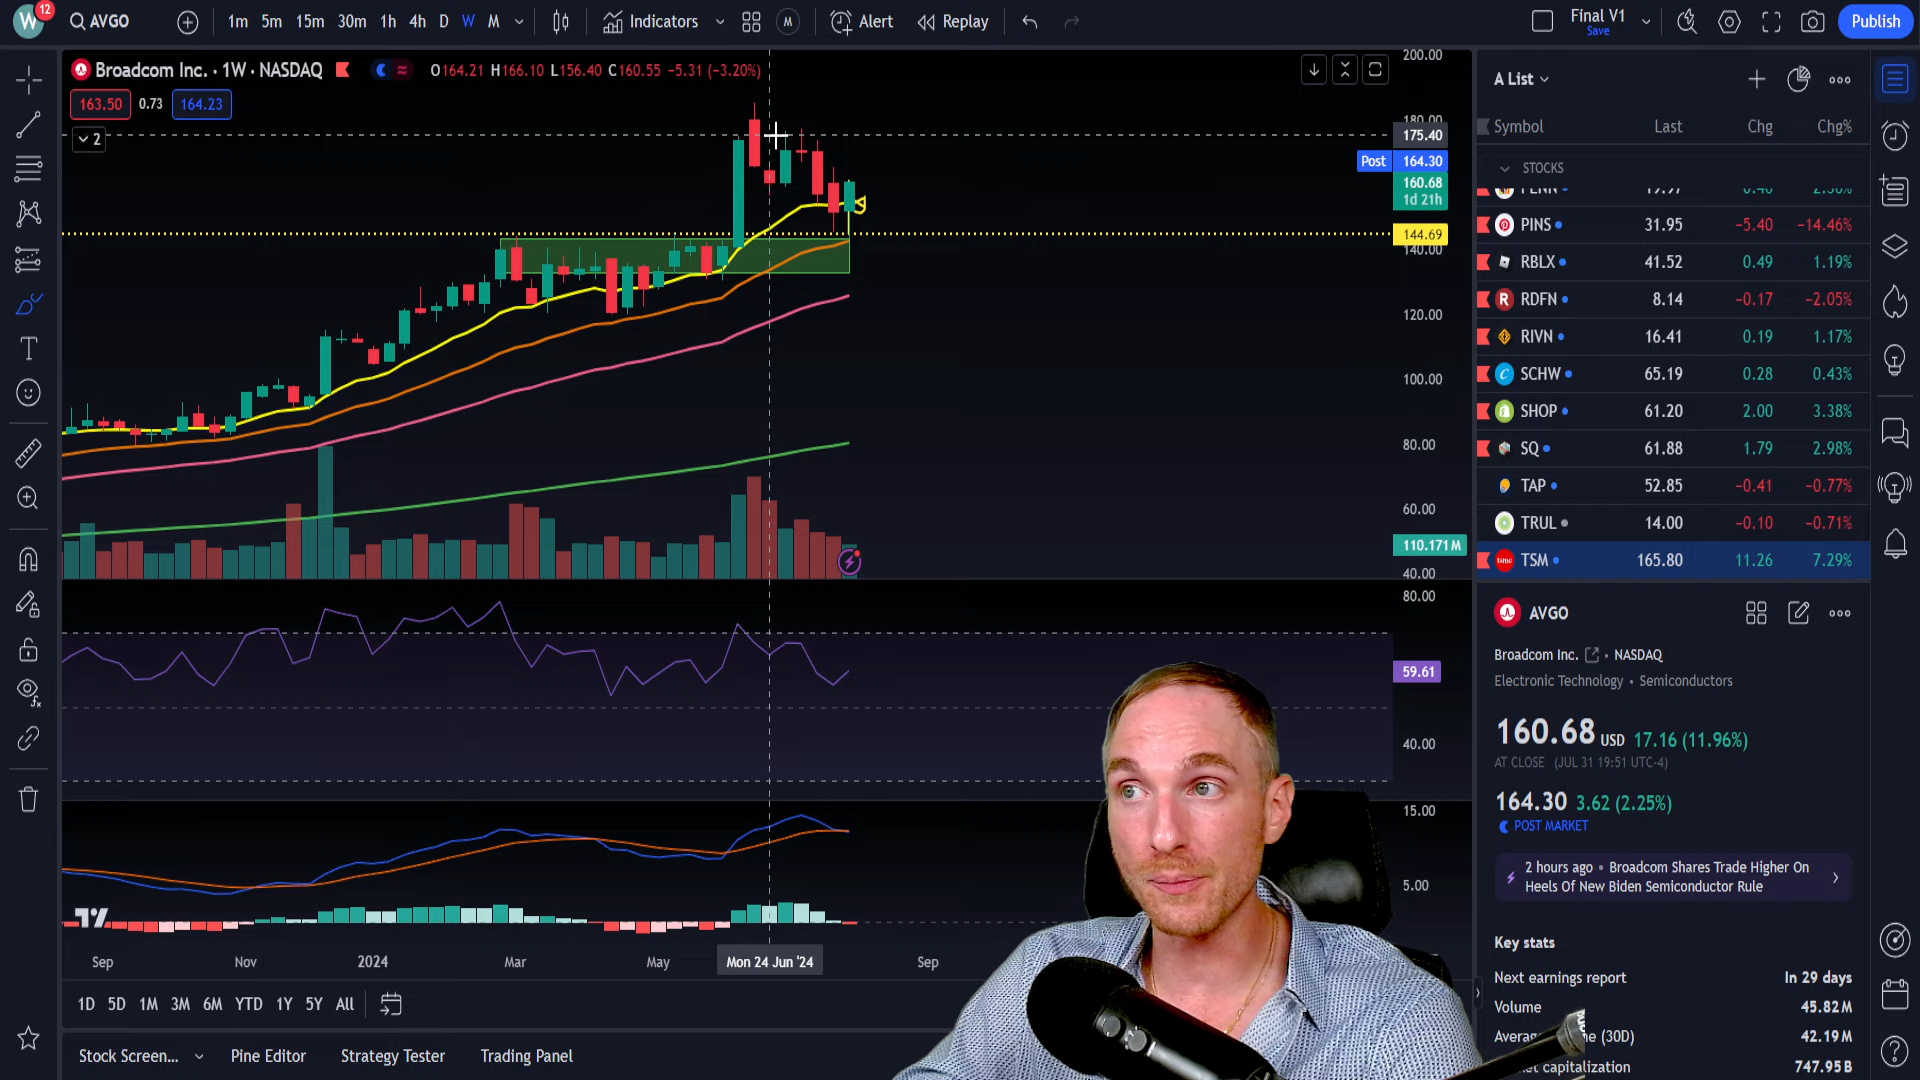 W 12 AVGO 1m 5m 15m 30m 1h 4h D W M Indicators M Alert Replay Final V1 Save Publish
Broadcom Inc. · 1W · NASDAQ O164.21 H166.10 L156.40 C160.55 −5.31 (−3.20%)
163.50 0.73 164.23
2
200.00
180.00
175.40
Post 164.30
160.68
1d 21h
144.69
140.00
120.00
100.00
80.00
60.00
110.171M
40.00
80.00
59.61
40.00
15.00
5.00
Sep Nov 2024 Mar May Mon 24 Jun '24 Sep
1D 5D 1M 3M 6M YTD 1Y 5Y All
Stock Screen... Pine Editor Strategy Tester Trading Panel
A List
Symbol Last Chg Chg%
STOCKS
PINS 31.95 −5.40 −14.46%
RBLX 41.52 0.49 1.19%
R RDFN 8.14 −0.17 −2.05%
RIVN 16.41 0.19 1.17%
SCHW 65.19 0.28 0.43%
SHOP 61.20 2.00 3.38%
SQ 61.88 1.79 2.98%
TAP 52.85 −0.41 −0.77%
TRUL 14.00 −0.10 −0.71%
TSM 165.80 11.26 7.29%
AVGO
Broadcom Inc. · NASDAQ
Electronic Technology • Semiconductors
160.68 USD 17.16 (11.96%)
AT CLOSE (JUL 31 19:51 UTC-4)
164.30 3.62 (2.25%)
POST MARKET
2 hours ago • Broadcom Shares Trade Higher On
Heels Of New Biden Semiconductor Rule
Key stats
Next earnings report In 29 days
Volume 45.82M
(30D) 42.19M
capitalization 747.95B